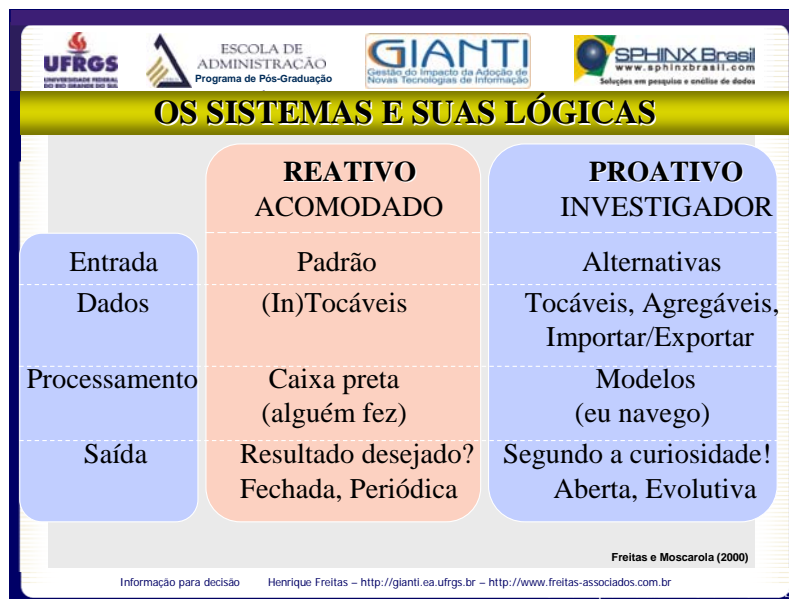 UFRGS
UNIVERSIDADE FEDERAL
DO RIO GRANDE DO SUL
ESCOLA DE
ADMINISTRAÇÃO
Programa de Pós-Graduação
GIANTI
Gestão do Impacto da Adoção de
Novas Tecnologias de Informação
SPHINX Brasil
www.sphinxbrasil.com
Soluções em pesquisa e análise de dados
OS SISTEMAS E SUAS LÓGICAS
REATIVO
ACOMODADO
PROATIVO
INVESTIGADOR
Entrada
Padrão
Alternativas
Dados
(In)Tocáveis
Tocáveis, Agregáveis,
Importar/Exportar
Processamento
Caixa preta
(alguém fez)
Modelos
(eu navego)
Saída
Resultado desejado?
Fechada, Periódica
Segundo a curiosidade!
Aberta, Evolutiva
Freitas e Moscarola (2000)
Informação para decisão Henrique Freitas – http://gianti.ea.ufrgs.br – http://www.freitas-associados.com.br